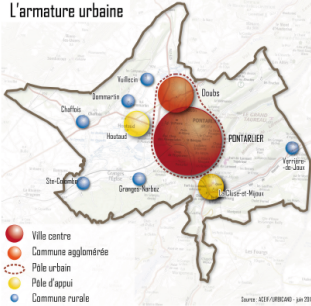 L'armature urbaine
Vuillecin
Doubs
Dommartin
Chaffois
Houtaud
PONTARLIER
Verrières-
de-Joux
Ste-Colombe
Granges-Narboz
La Cluse-et-Mijoux
Ville centre
Commune agglomérée
Pôle urbain
Pôle d'appui
Commune rurale
Source : ACEIF/URBICAND - juin